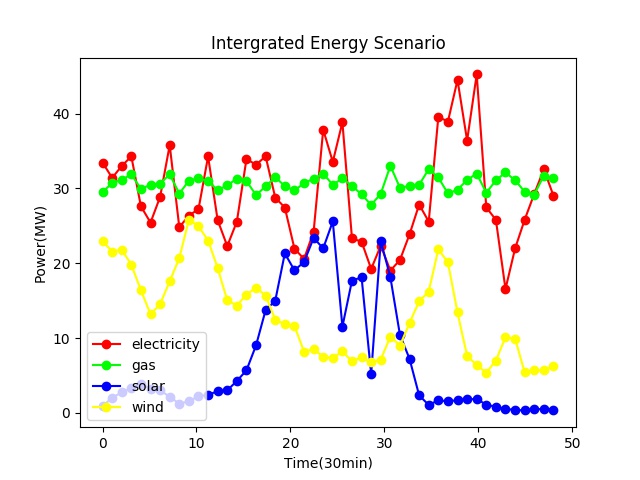 Intergrated Energy Scenario
Power(MW)
40
30
20
10
0
electricity
gas
solar
wind
0 10 20 30 40 50
Time(30min)